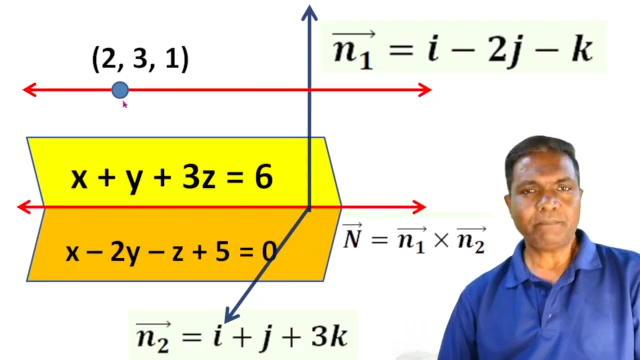 n₁ = i − 2j − k
(2, 3, 1)
x + y + 3z = 6
x – 2y – z + 5 = 0
N = n₁ × n₂
n₂ = i + j + 3k